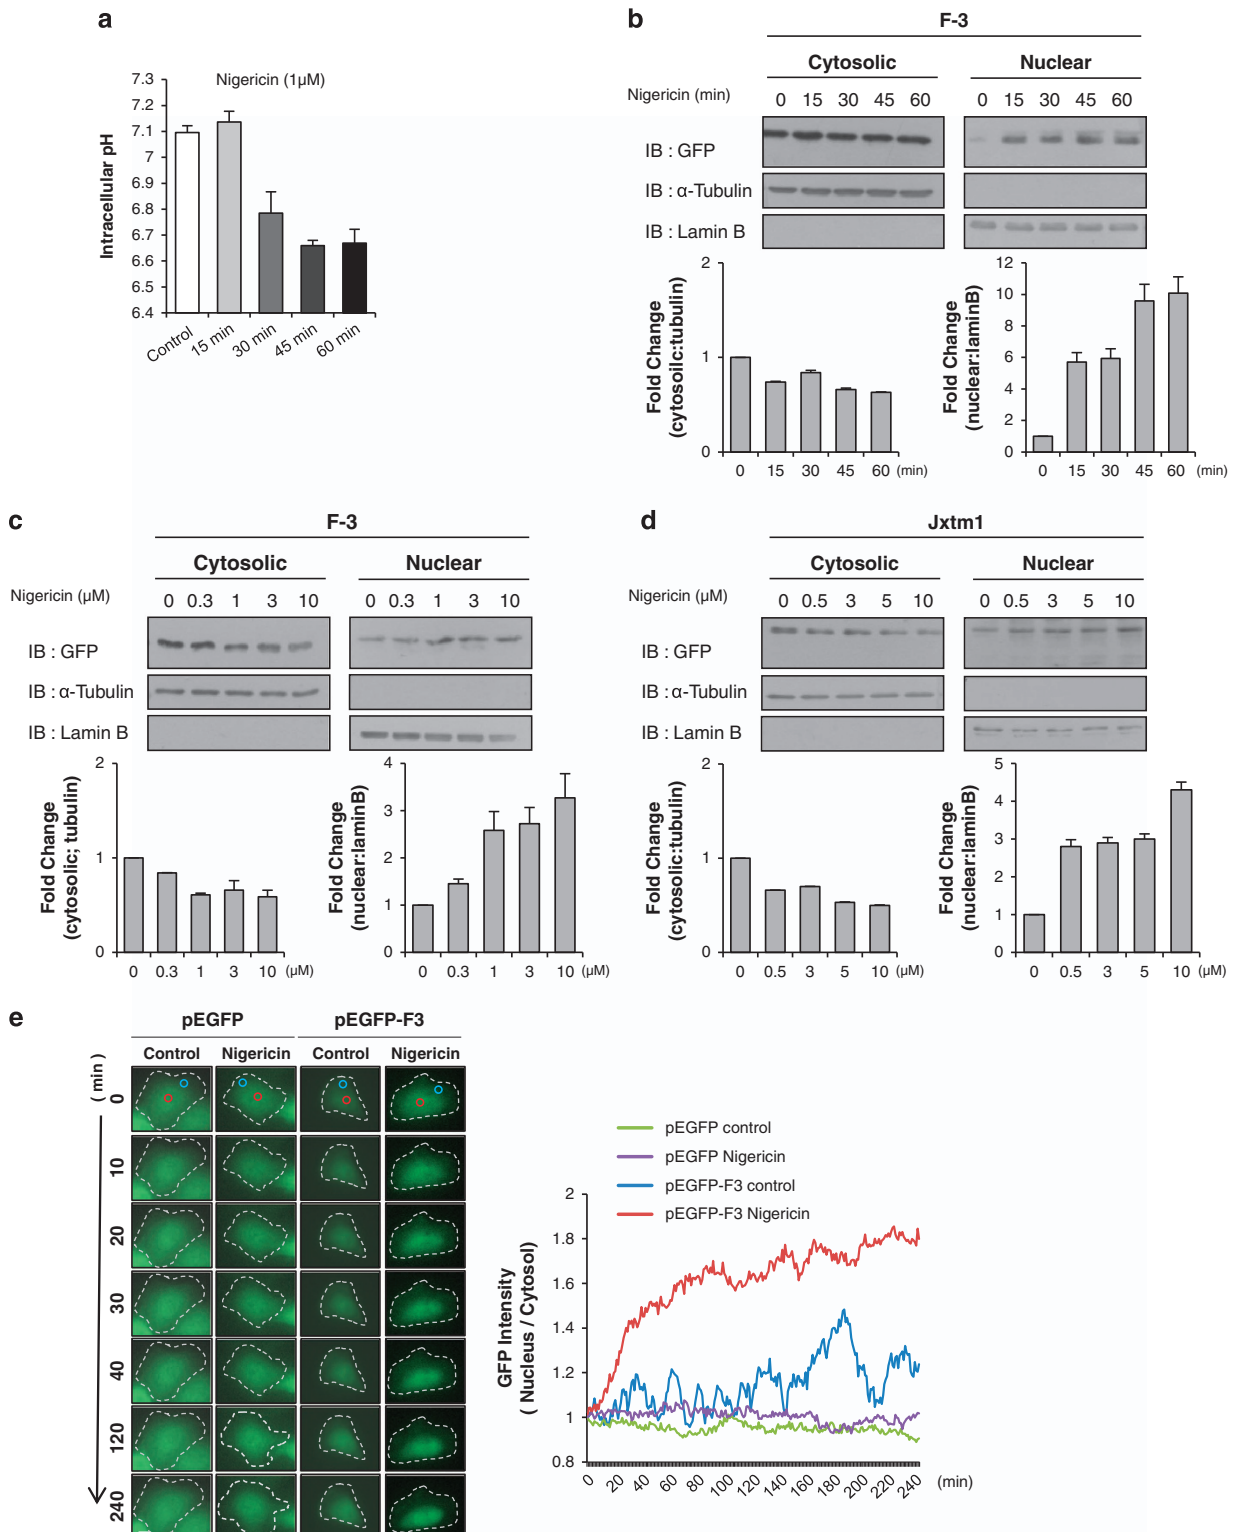 a
Nigericin (1μM)
Intracellular pH
7.3
7.2
7.1
7
6.9
6.8
6.7
6.6
6.5
6.4
Control 15 min 30 min 45 min 60 min
b
F-3
Cytosolic Nuclear
Nigericin (min) 0 15 30 45 60 0 15 30 45 60
IB : GFP
IB : α-Tubulin
IB : Lamin B
Fold Change
(cytosoilc:tubulin)
2
1
0
0 15 30 45 60 (min)
Fold Change
(nuclear:laminB)
12
10
8
6
4
2
0
0 15 30 45 60 (min)
c
F-3
Cytosolic Nuclear
Nigericin (μM) 0 0.3 1 3 10 0 0.3 1 3 10
IB : GFP
IB : α-Tubulin
IB : Lamin B
Fold Change
(cytosolic; tubulin)
2
1
0
0 0.3 1 3 10 (μM)
Fold Change
(nuclear:laminB)
4
3
2
1
0
0 0.3 1 3 10 (μM)
d
Jxtm1
Cytosolic Nuclear
Nigericin (μM) 0 0.5 3 5 10 0 0.5 3 5 10
IB : GFP
IB : α-Tubulin
IB : Lamin B
Fold Change
(cytosolic:tubulin)
2
1
0
0 0.5 3 5 10 (μM)
Fold Change
(nuclear:laminB)
5
4
3
2
1
0
0 0.5 3 5 10 (μM)
e
pEGFP pEGFP-F3
Control Nigericin Control Nigericin
( min )
0
10
20
30
40
120
240
pEGFP control
pEGFP Nigericin
pEGFP-F3 control
pEGFP-F3 Nigericin
GFP Intensity
( Nucleus / Cytosol)
2
1.8
1.6
1.4
1.2
1
0.8
0 20 40 60 80 100 120 140 160 180 200 220 240 (min)